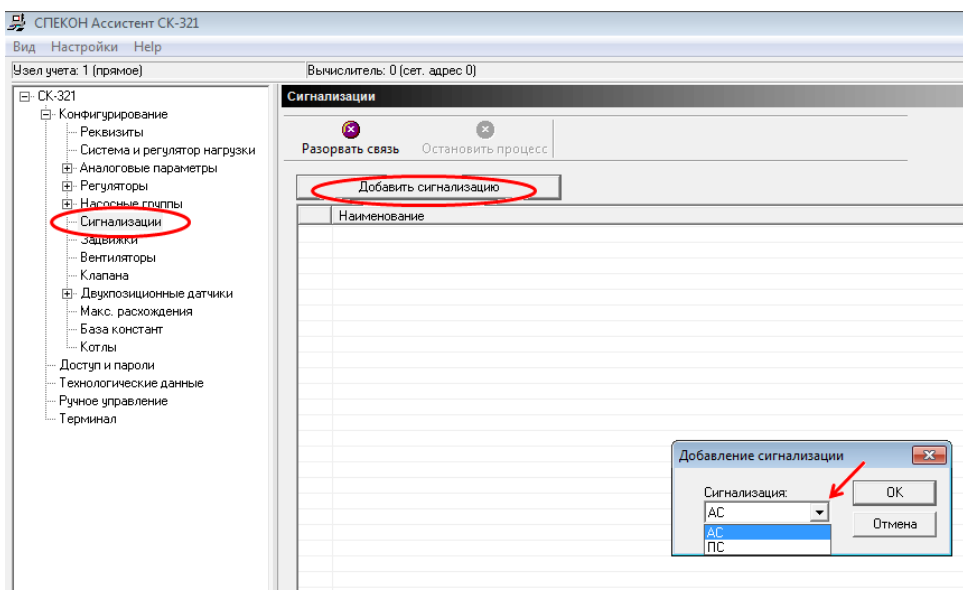 СПЕКОН Ассистент СК-321
Вид Настройки Help
Узел учета: 1 (прямое) Вычислитель: 0 (сет. адрес 0)
СК-321
Конфигурирование
Реквизиты
Система и регулятор нагрузки
Аналоговые параметры
Регуляторы
Насосные группы
Сигнализации
Задвижки
Вентиляторы
Клапана
Двухпозиционные датчики
Макс. расхождения
База констант
Котлы
Доступ и пароли
Технологические данные
Ручное управление
Терминал
Сигнализации
Разорвать связь Остановить процесс
Добавить сигнализацию
Наименование
Добавление сигнализации
Сигнализация:
АС
АС
ПС
OK
Отмена